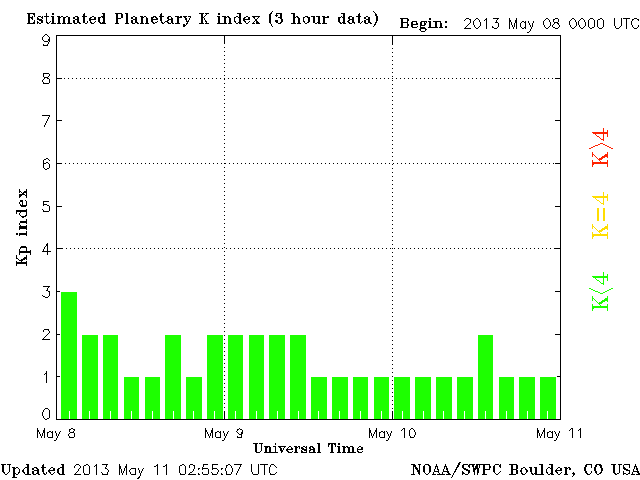 Estimated Planetary K index (3 hour data)
Begin: 2013 May 08 0000 UTC
9
8
7
6
5
4
3
2
1
0
Kp index
K>4
K=4
K<4
May 8
May 9
May 10
May 11
Universal Time
Updated 2013 May 11 02:55:07 UTC
NOAA/SWPC Boulder, CO USA